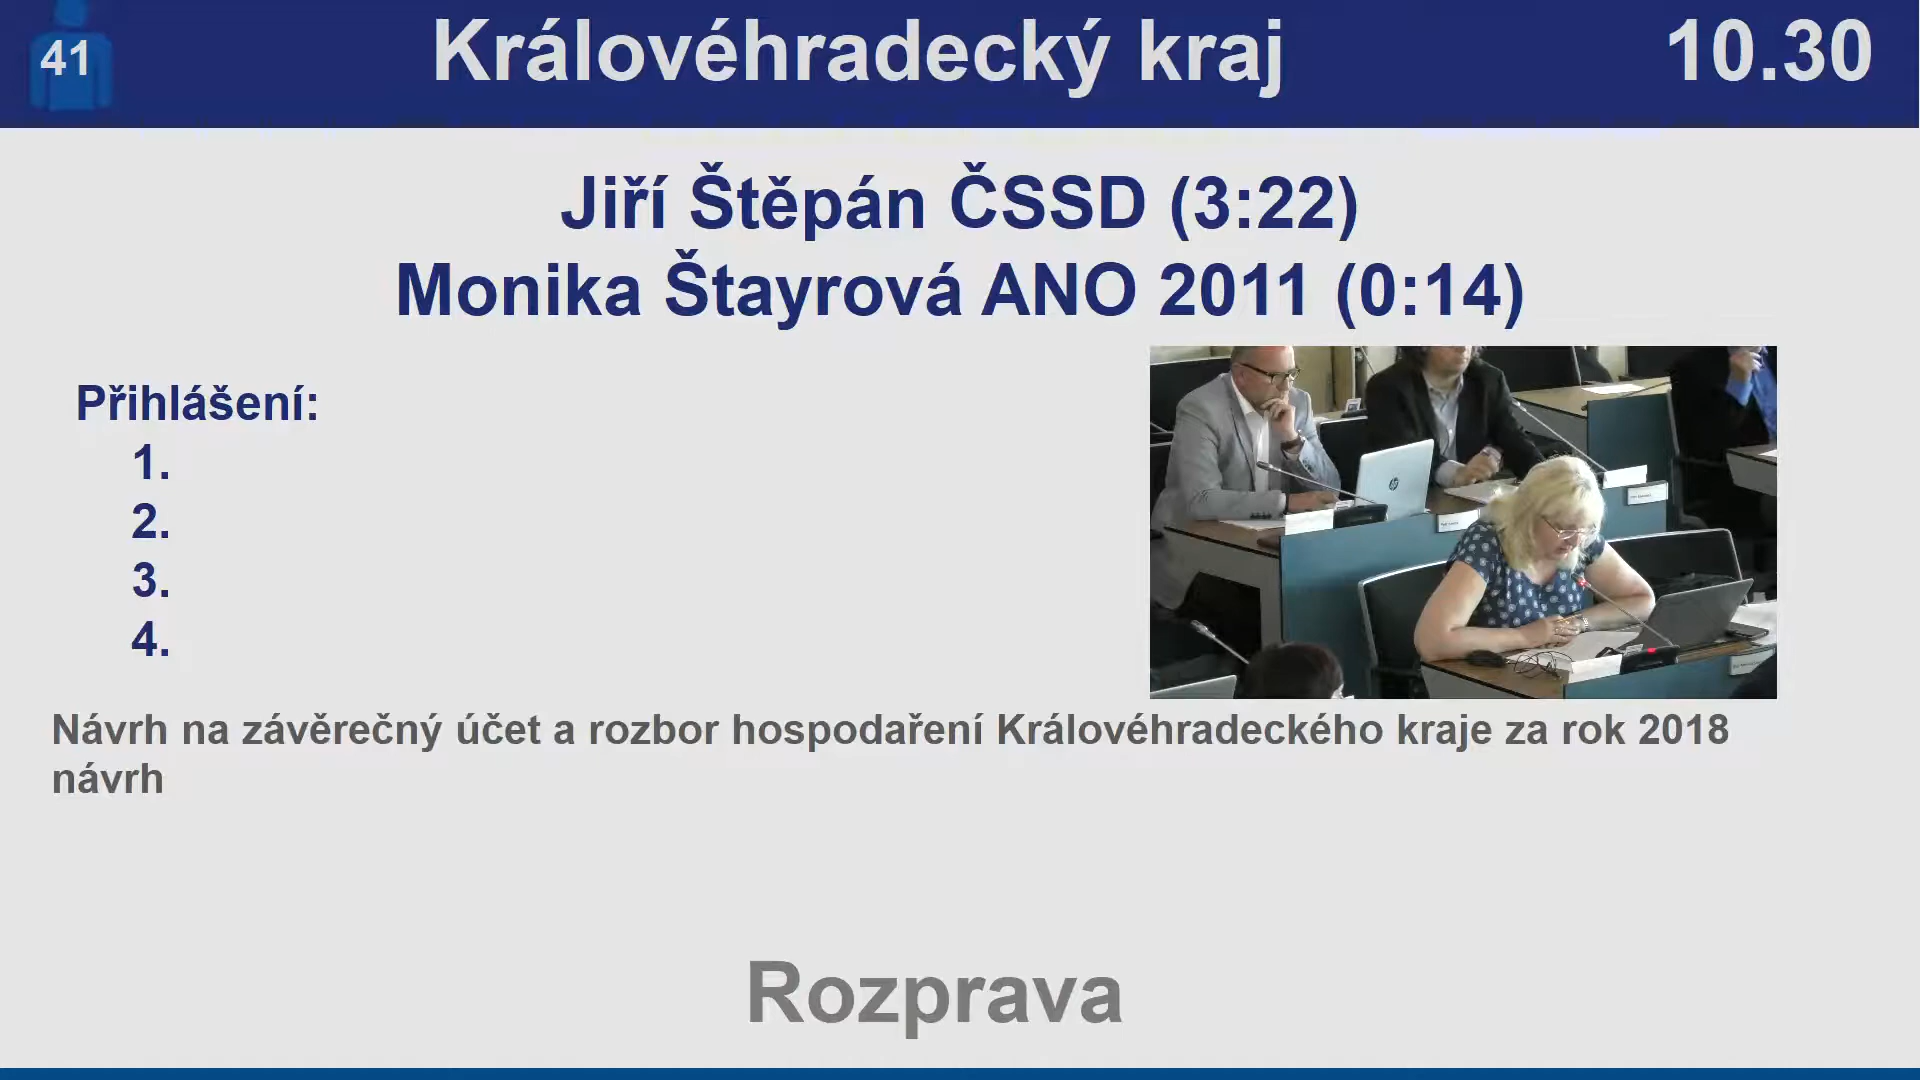 41
Královéhradecký kraj
10.30
Jiří Štěpán ČSSD (3:22)
Monika Štayrová ANO 2011 (0:14)
Přihlášení:
1.
2.
3.
4.
Návrh na závěrečný účet a rozbor hospodaření Královéhradeckého kraje za rok 2018
návrh
Rozprava